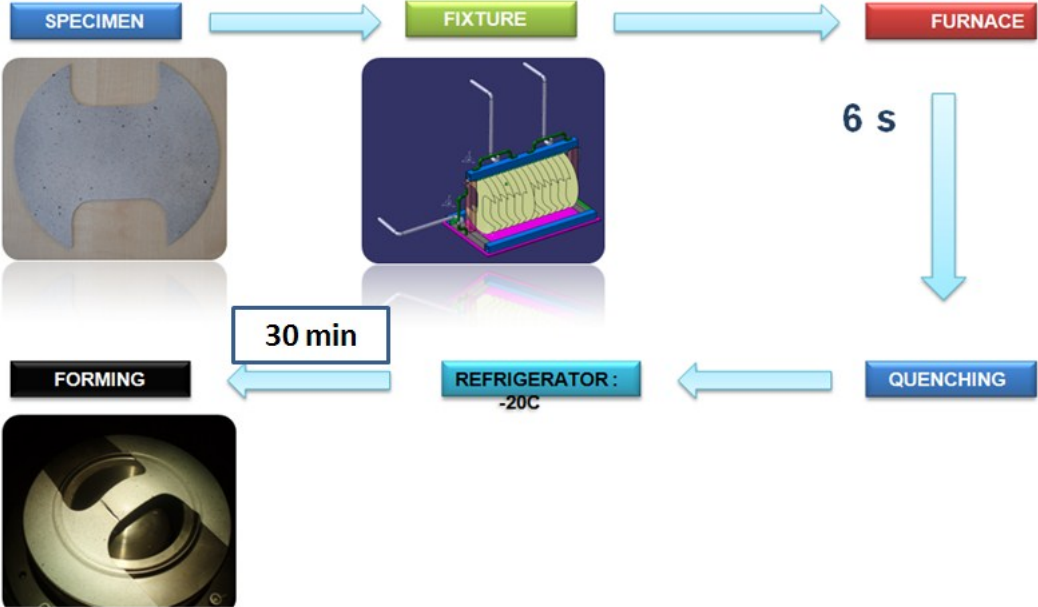 SPECIMEN
FIXTURE
FURNACE
6 s
30 min
FORMING
REFRIGERATOR :
-20C
QUENCHING